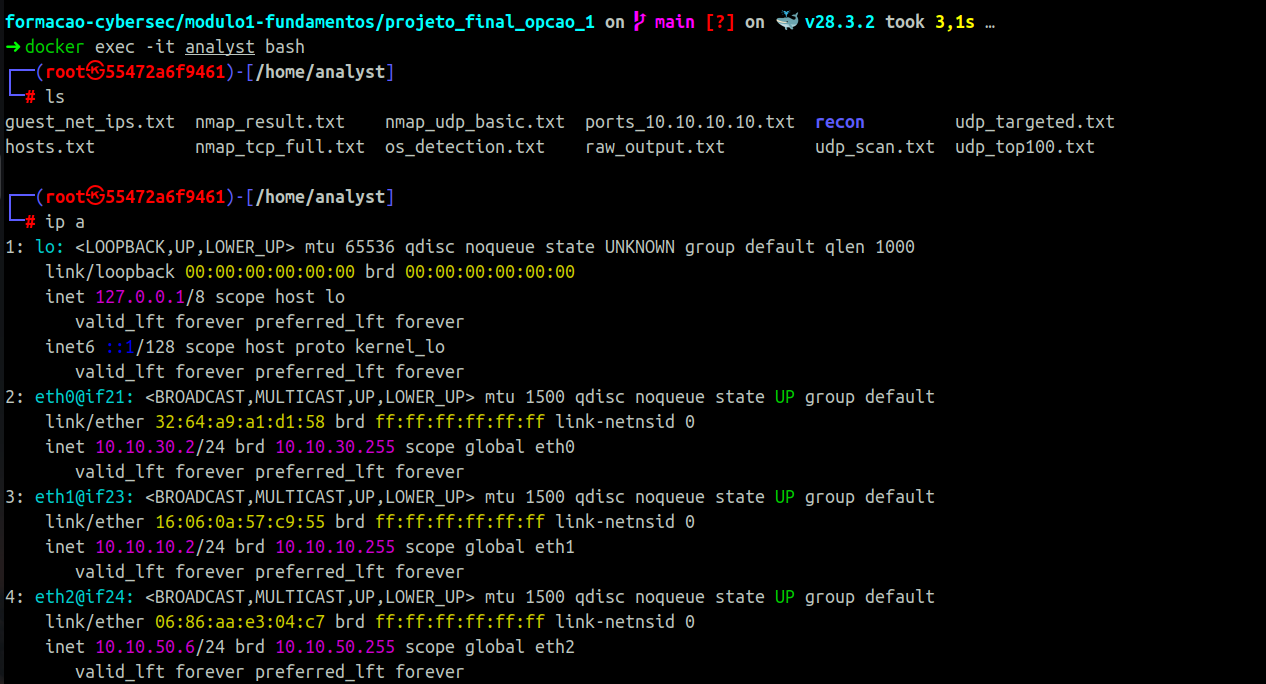 formacao-cybersec/modulo1-fundamentos/projeto_final_opcao_1 on main [?] on 🐳 v28.3.2 took 3,1s …
➜ docker exec -it analyst bash
┌──(root㉿55472a6f9461)-[/home/analyst]
└─# ls
guest_net_ips.txt  nmap_result.txt    nmap_udp_basic.txt  ports_10.10.10.10.txt  recon         udp_targeted.txt
hosts.txt          nmap_tcp_full.txt  os_detection.txt    raw_output.txt         udp_scan.txt  udp_top100.txt
┌──(root㉿55472a6f9461)-[/home/analyst]
└─# ip a
1: lo: <LOOPBACK,UP,LOWER_UP> mtu 65536 qdisc noqueue state UNKNOWN group default qlen 1000
    link/loopback 00:00:00:00:00:00 brd 00:00:00:00:00:00
    inet 127.0.0.1/8 scope host lo
       valid_lft forever preferred_lft forever
    inet6 ::1/128 scope host proto kernel_lo
       valid_lft forever preferred_lft forever
2: eth0@if21: <BROADCAST,MULTICAST,UP,LOWER_UP> mtu 1500 qdisc noqueue state UP group default
    link/ether 32:64:a9:a1:d1:58 brd ff:ff:ff:ff:ff:ff link-netnsid 0
    inet 10.10.30.2/24 brd 10.10.30.255 scope global eth0
       valid_lft forever preferred_lft forever
3: eth1@if23: <BROADCAST,MULTICAST,UP,LOWER_UP> mtu 1500 qdisc noqueue state UP group default
    link/ether 16:06:0a:57:c9:55 brd ff:ff:ff:ff:ff:ff link-netnsid 0
    inet 10.10.10.2/24 brd 10.10.10.255 scope global eth1
       valid_lft forever preferred_lft forever
4: eth2@if24: <BROADCAST,MULTICAST,UP,LOWER_UP> mtu 1500 qdisc noqueue state UP group default
    link/ether 06:86:aa:e3:04:c7 brd ff:ff:ff:ff:ff:ff link-netnsid 0
    inet 10.10.50.6/24 brd 10.10.50.255 scope global eth2
       valid_lft forever preferred_lft forever